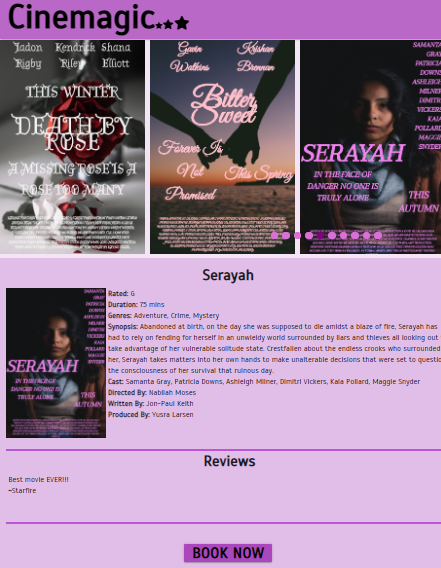 Cinemagic...
Jadon Kendrick Shana
Rigby Riley Elliott
THIS WINTER
DEATH BY
ROSE
A MISSING ROSE IS A
ROSE TOO MANY
Gavin Krishan
Watkins Brennan
Bitter
Sweet
Forever Is
Not This Spring
Promised
SAMANTA
GRAY
PATRICIA
DOWNS
ASHLEIGH
MILNER
DIMITRI
VICKERS
KAIA
POLLARD
MAGGIE
SNYDER
SERAYAH
IN THE FACE OF
DANGER NO ONE IS
TRULY ALONE
THIS
AUTUMN
Serayah
SERAYAH
IN THE FACE OF
DANGER NO ONE IS
TRULY ALONE
THIS
AUTUMN
Rated: G
Duration: 75 mins
Genres: Adventure, Crime, Mystery
Synopsis: Abandoned at birth, on the day she was supposed to die amidst a blaze of fire, Serayah has
had to rely on fending for herself in an unwieldy world surrounded by liars and thieves all looking out
take advantage of her vulnerable solitude state. Crestfallen about the endless crooks who surrounded
her, Serayah takes matters into her own hands to make unalterable decisions that were set to questio
the consciousness of her survival that ruinous day.
Cast: Samanta Gray, Patricia Downs, Ashleigh Milner, Dimitri Vickers, Kaia Pollard, Maggie Snyder
Directed By: Nabilah Moses
Written By: Jon-Paul Keith
Produced By: Yusra Larsen
Reviews
Best movie EVER!!!
~Starfire
BOOK NOW